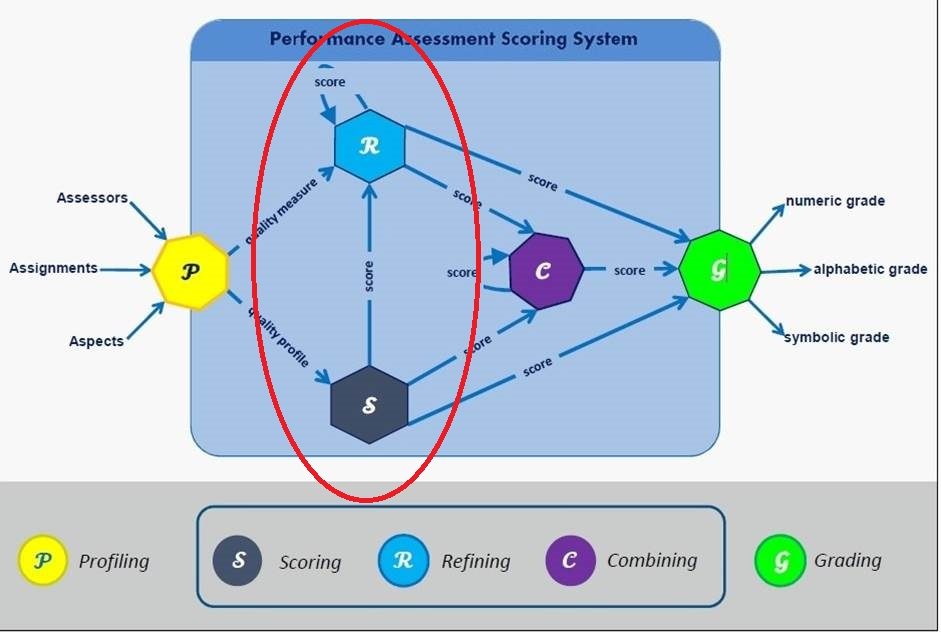 Performance Assessment Scoring System
score
R
score
quality measure
score
Assessors
numeric grade
Assignments
P
score
score
C
score
G
alphabetic grade
Aspects
quality profile
score
symbolic grade
score
S
P Profiling
S Scoring
R Refining
C Combining
G Grading